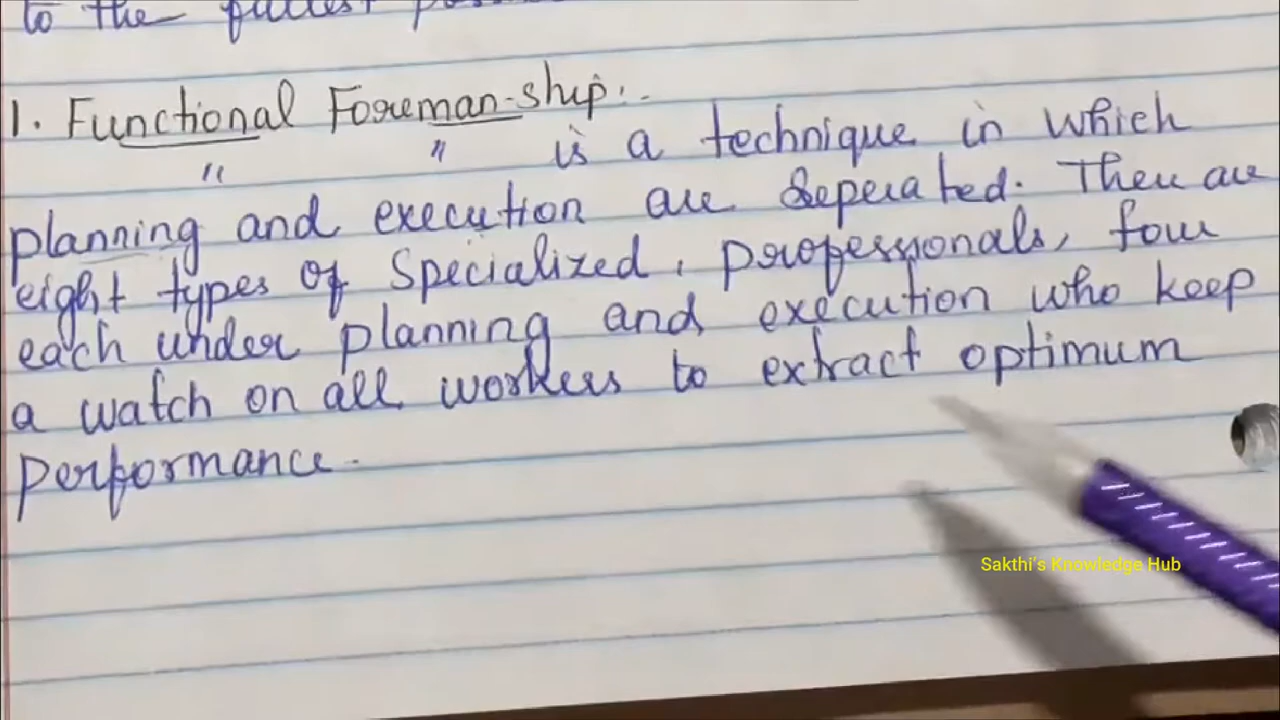 to the fullest
1. Functional Foreman-ship:-
" " is a technique in which
planning and execution are Seperated. There are
eight types of Specialized, professionals, four
each under planning and execution who keep
a watch on all workers to extract optimum
performance.
Sakthi's Knowledge Hub